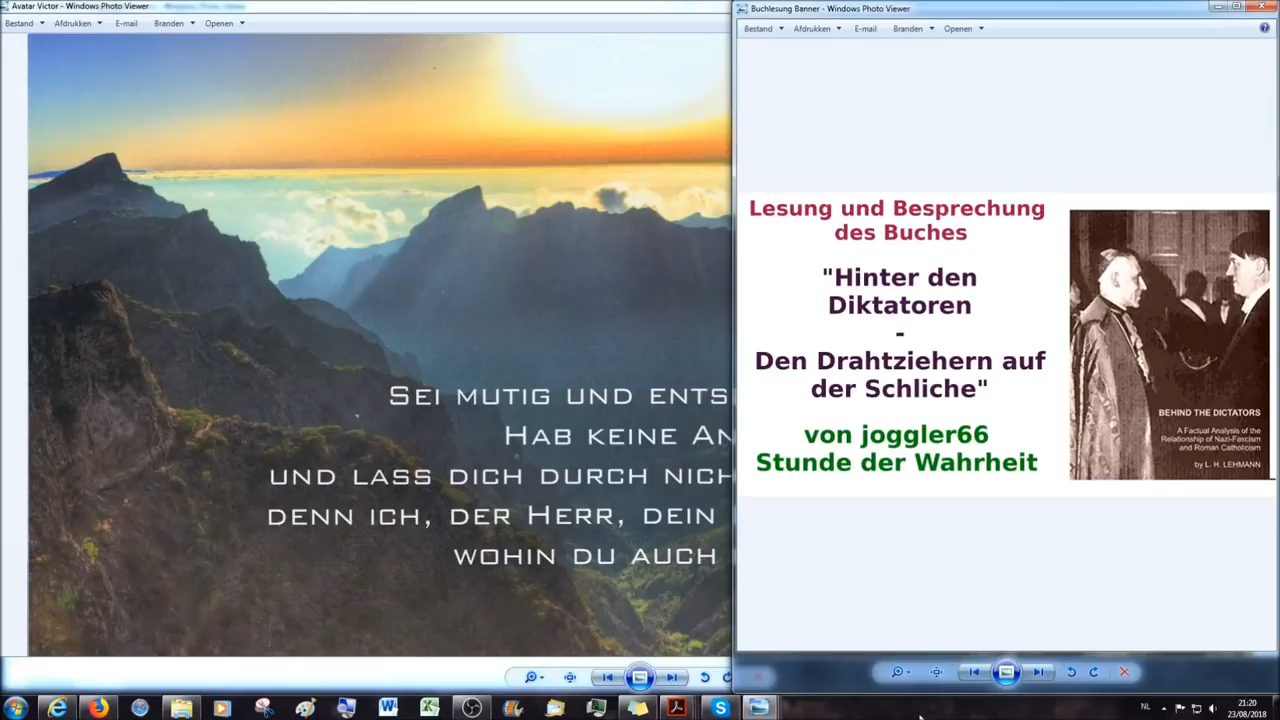 Avatar Victor - Windows Photo Viewer
Bestand
Afdrukken
E-mail
Branden
Openen
Sei mutig und ents
Hab keine An
und lass dich durch nich
denn ich, der Herr, dein
wohin du auch
Buchlesung Banner - Windows Photo Viewer
Bestand
Afdrukken
E-mail
Branden
Openen
Lesung und Besprechung
des Buches
"Hinter den
Diktatoren
-
Den Drahtziehern auf
der Schliche"
von joggler66
Stunde der Wahrheit
BEHIND THE DICTATORS
A Factual Analysis of the
Relationship of Nazi-Fascism
and Roman Catholicism
by L. H. LEHMANN
NL
21:20
23/08/2018